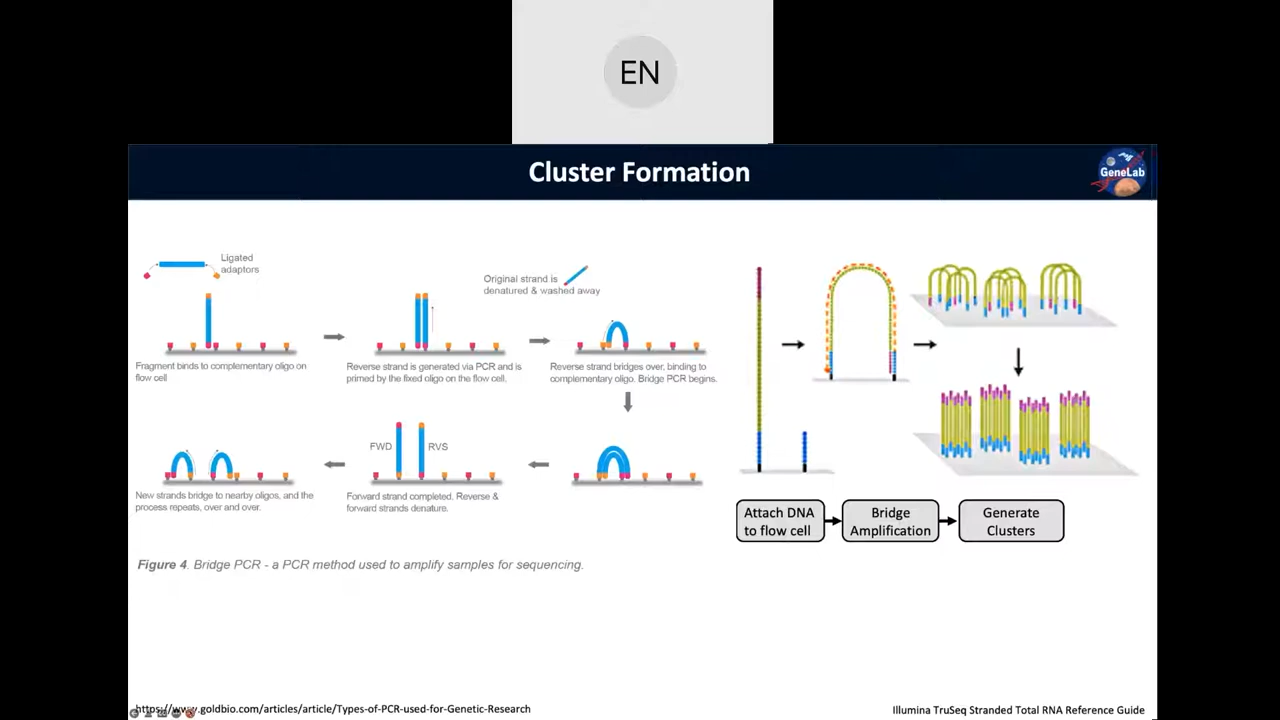 EN
Cluster Formation
GeneLab
Ligated
adaptors
Fragment binds to complementary oligo on
flow cell
Reverse strand is generated via PCR and is
primed by the fixed oligo on the flow cell.
Original strand is
denatured & washed away
Reverse strand bridges over, binding to
complementary oligo. Bridge PCR begins.
New strands bridge to nearby oligos, and the
process repeats, over and over.
FWD
RVS
Forward strand completed. Reverse &
forward strands denature.
Figure 4. Bridge PCR - a PCR method used to amplify samples for sequencing.
Attach DNA
to flow cell
Bridge
Amplification
Generate
Clusters
https://www.goldbio.com/articles/article/Types-of-PCR-used-for-Genetic-Research
Illumina TruSeq Stranded Total RNA Reference Guide